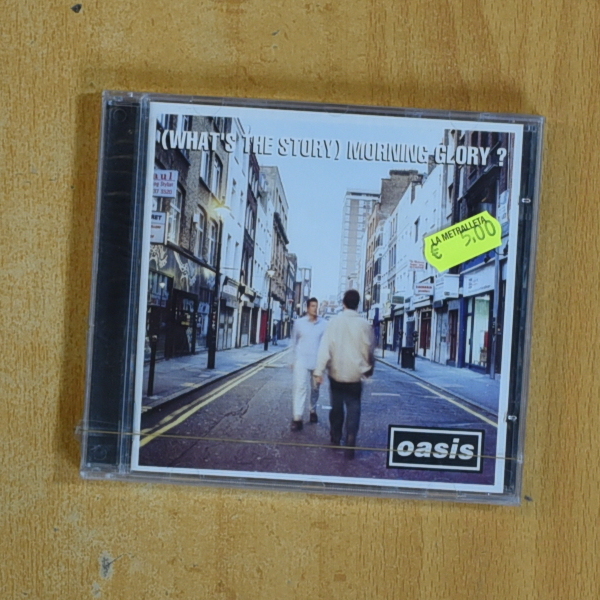 (WHAT'S THE STORY) MORNING GLORY ?
LA METRALLETA
€ 5,00
oasis